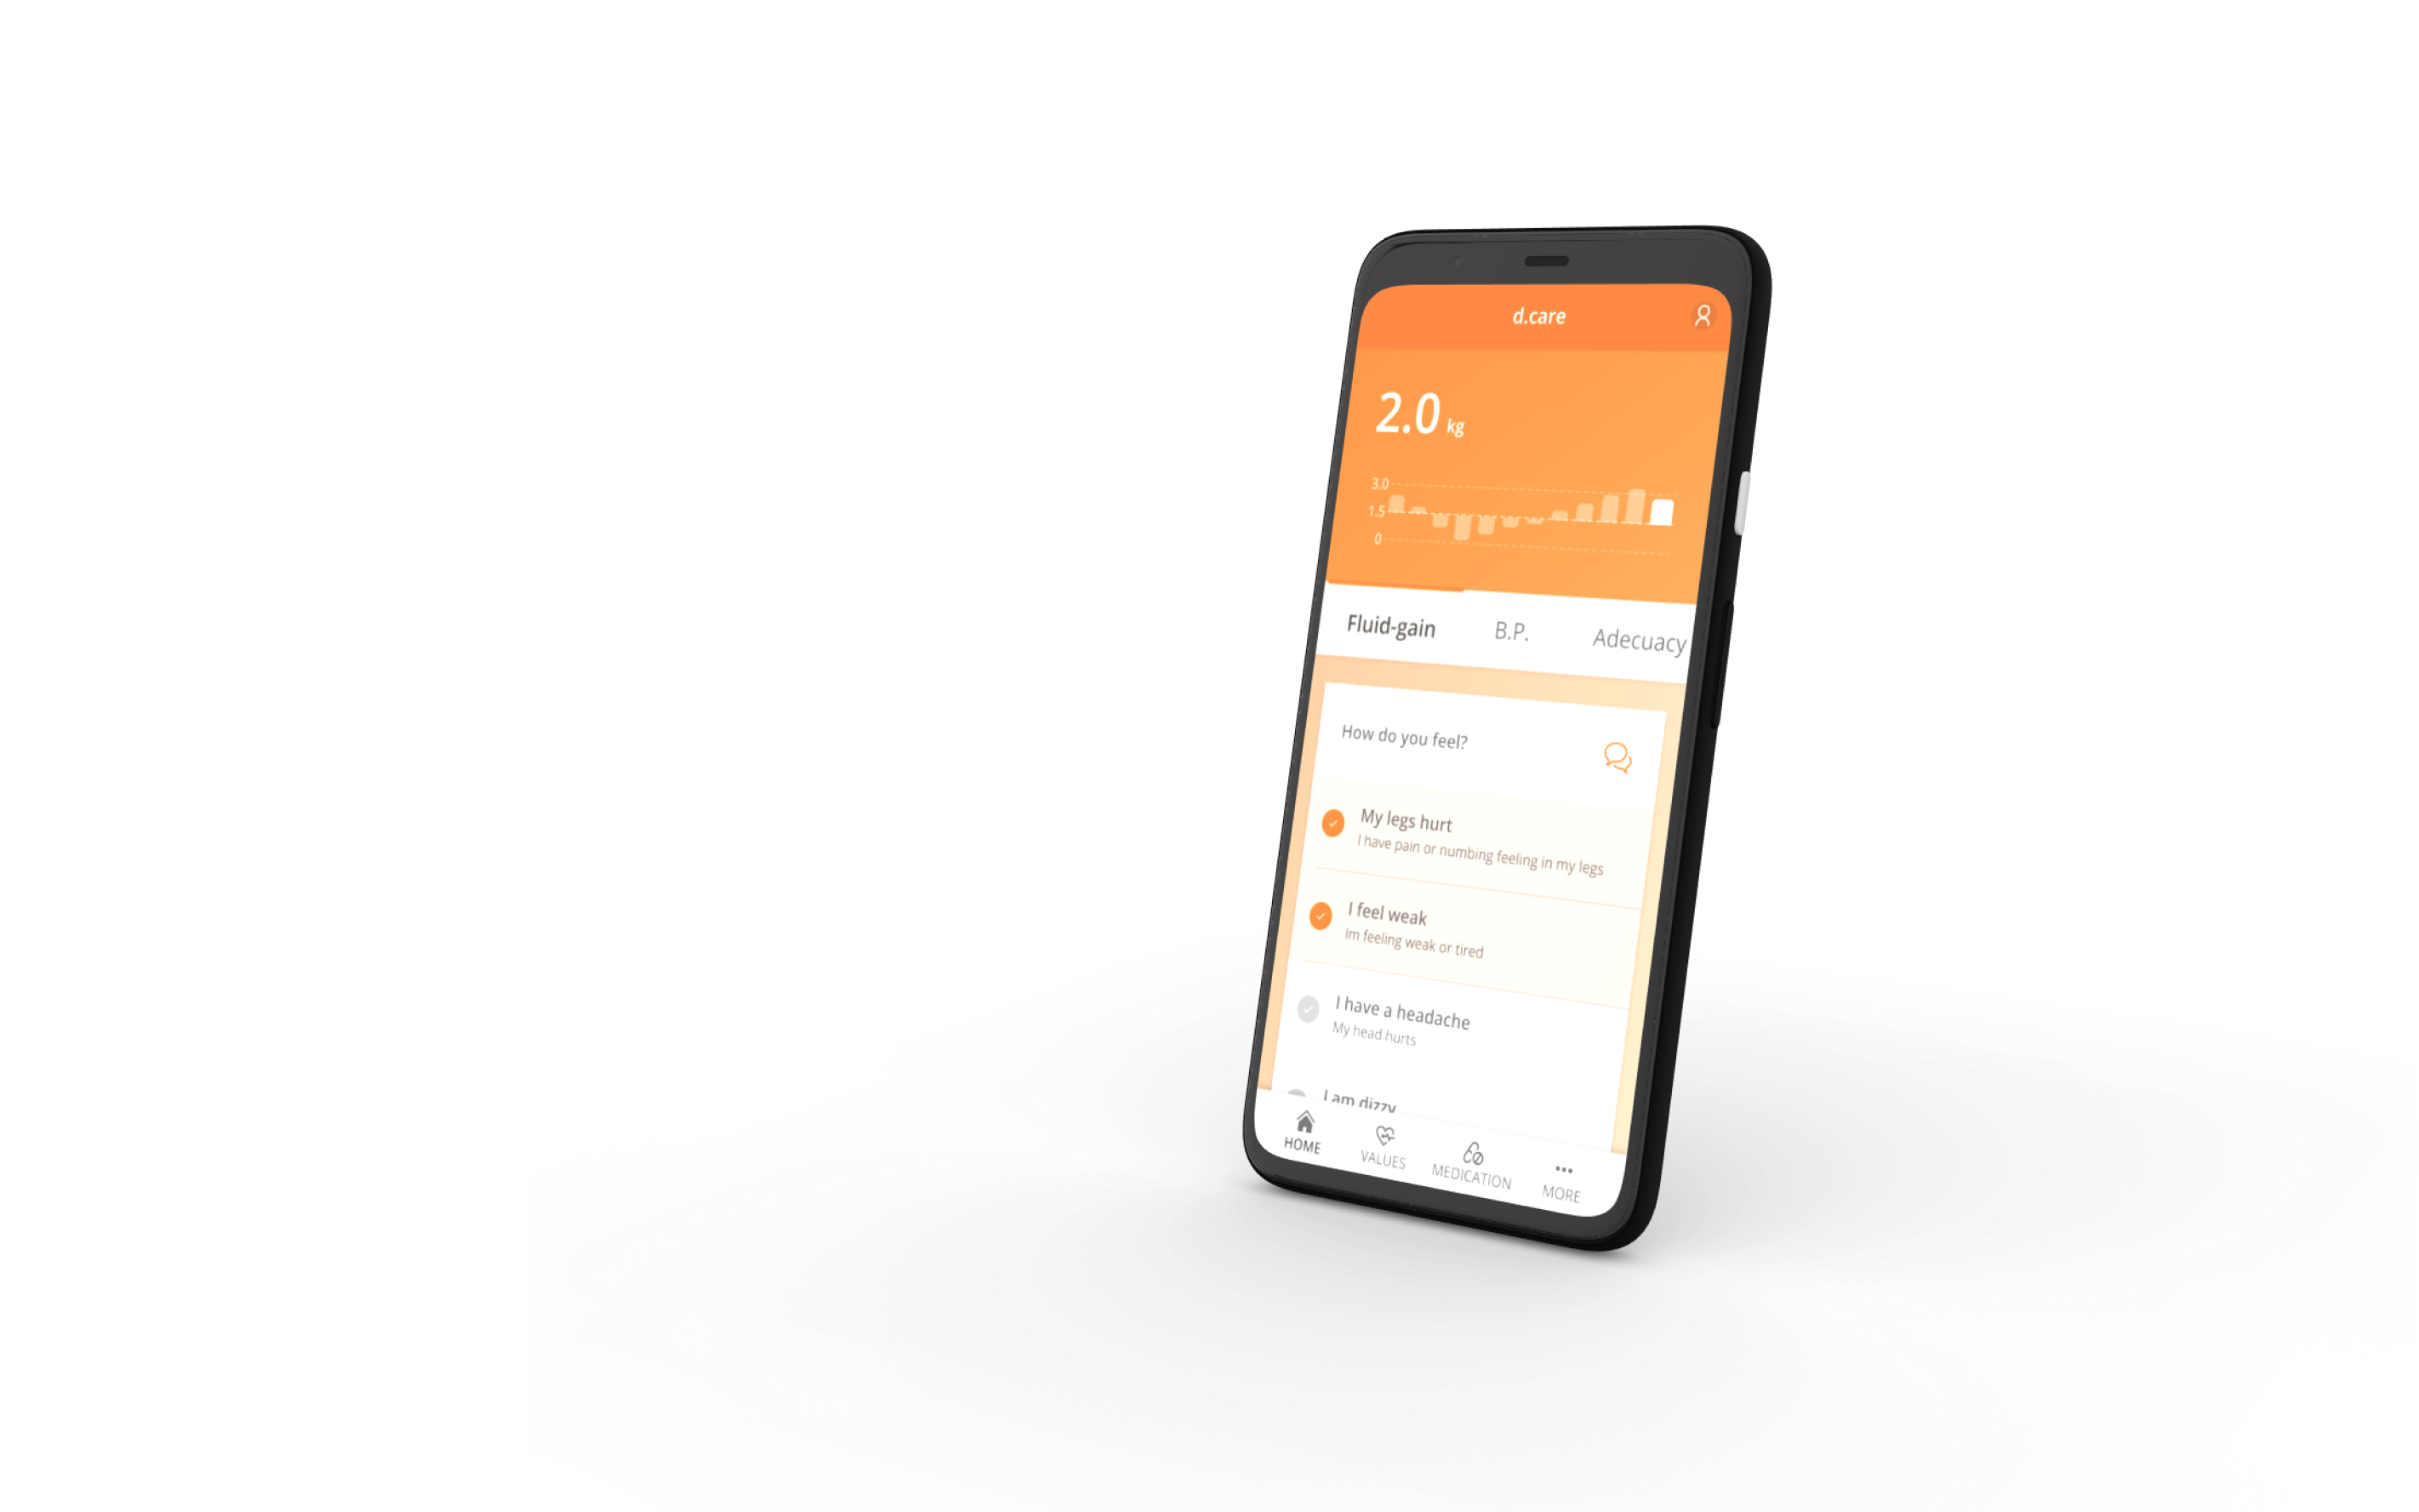 d.care
2.0 kg
3.0
1.5
0
Fluid-gain B.P. Adecuacy
How do you feel?
My legs hurt
I have pain or numbing feeling in my legs
I feel weak
Im feeling weak or tired
I have a headache
My head hurts
I am dizzy
HOME VALUES MEDICATION MORE